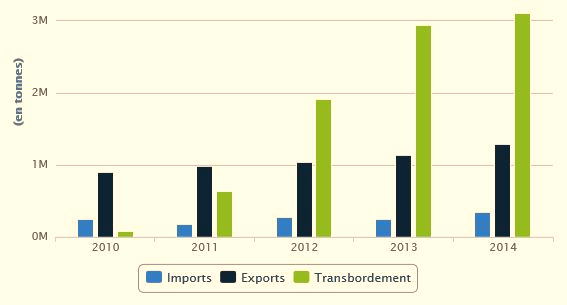 3M
2M
1M
0M
(en tonnes)
2010 2011 2012 2013 2014
Imports Exports Transbordement